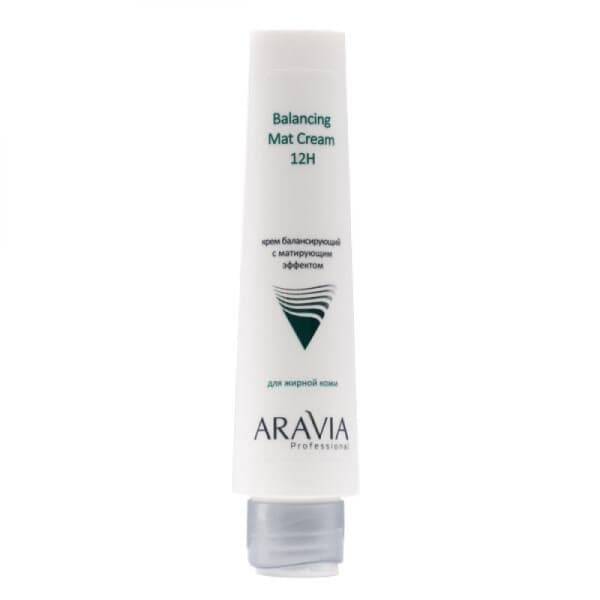 Balancing
Mat Cream
12H
крем балансирующий
с матирующим
эффектом
для жирной кожи
ARAVIA
Professional